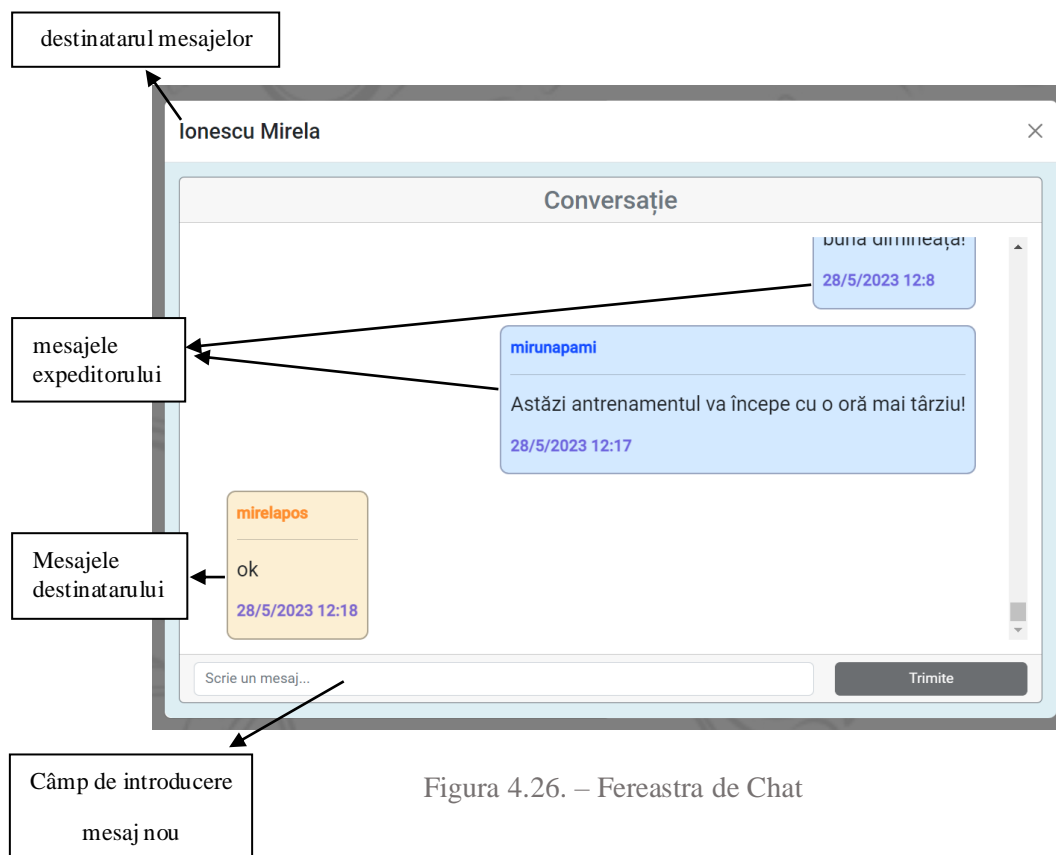 destinatarul mesajelor
Ionescu Mirela
Conversație
bună dimineața!
28/5/2023 12:8
mesajele
expeditorului
mirunapami
Astăzi antrenamentul va începe cu o oră mai târziu!
28/5/2023 12:17
mirelapos
Mesajele
destinatarului
ok
28/5/2023 12:18
Scrie un mesaj...
Trimite
Câmp de introducere
mesaj nou
Figura 4.26. – Fereastra de Chat